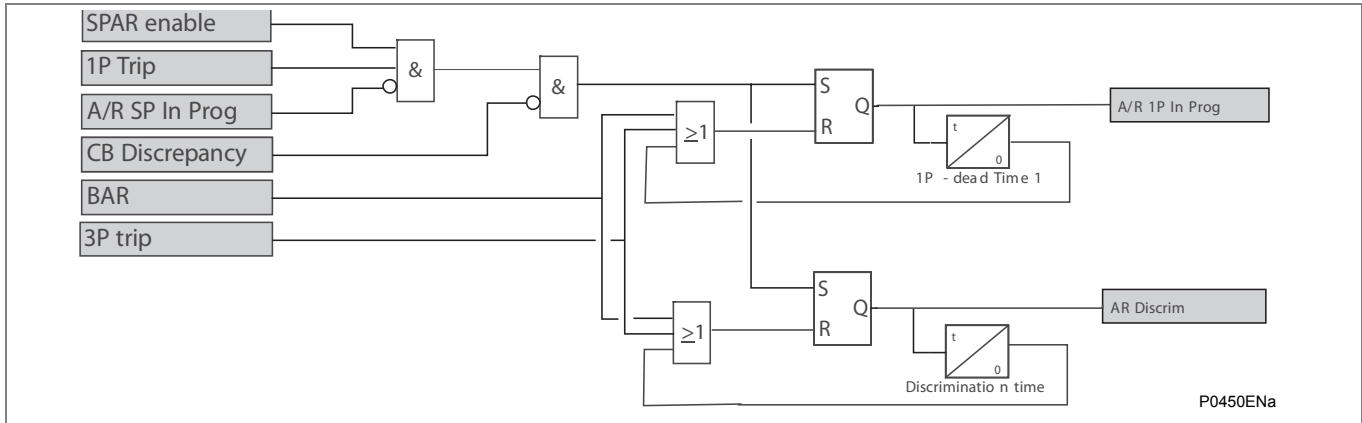 SPAR enable
1P Trip
A/R SP In Prog
CB Discrepancy
BAR
3P trip
&
&
≥1
S
R
Q
t
0
1P - dead Time 1
A/R 1P In Prog
≥1
S
R
Q
t
0
Discriminatio n time
AR Discrim
P0450ENa